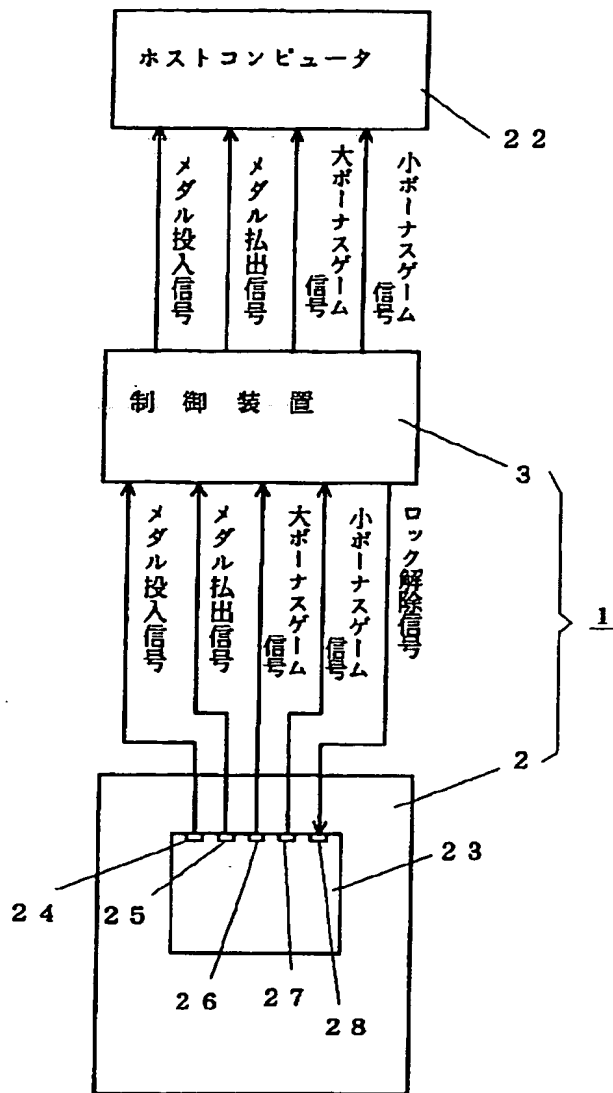 ホストコンピュータ
22
メダル投入信号
メダル払出信号
大ボーナスゲーム
信号
小ボーナスゲーム
信号
制御装置
3
メダル投入信号
メダル払出信号
大ボーナスゲーム
信号
小ボーナスゲーム
信号
ロック解除信号
1
2
23
24
25
26
27
28